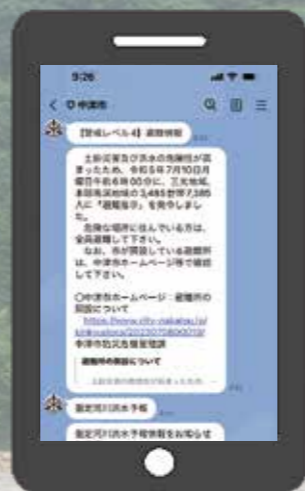 9:26
中津市
【警戒レベル4】避難情報
土砂災害及び洪水の危険性が高
まったため、令和5年7月10日月
曜日午前6時00分に、三光地域、
本耶馬渓地域の3,485世帯7,585
人に「避難指示」を発令しまし
た。
危険な場所に住んでいる方は、
全員避難して下さい。
なお、市が開設している避難所
は、中津市ホームページ等で確認
して下さい。
○中津市ホームページ:避難所の
開設について
中津市防災危機管理課
避難所の開設について
指定河川洪水予報
指定河川洪水予報情報をお知らせ